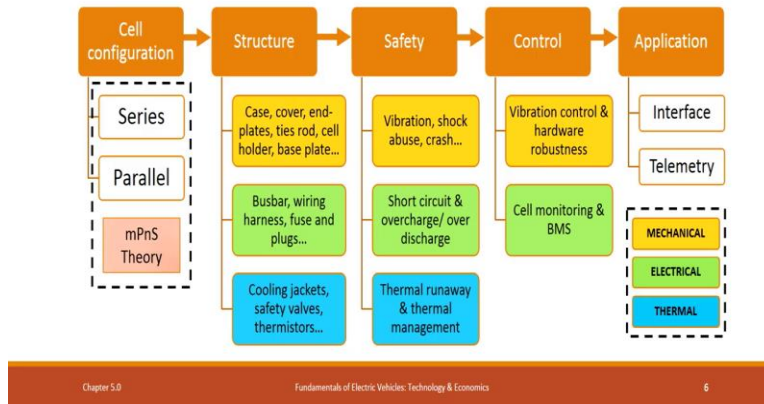 Cell
configuration
Structure
Safety
Control
Application
Series
Parallel
mPnS
Theory
Case, cover, end-
plates, ties rod, cell
holder, base plate...
Busbar, wiring
harness, fuse and
plugs...
Cooling jackets,
safety valves,
thermistors...
Vibration, shock
abuse, crash...
Short circuit &
overcharge/ over
discharge
Thermal runaway
& thermal
management
Vibration control &
hardware
robustness
Cell monitoring &
BMS
Interface
Telemetry
MECHANICAL
ELECTRICAL
THERMAL
Chapter 5.0
Fundamentals of Electric Vehicles: Technology & Economics
6